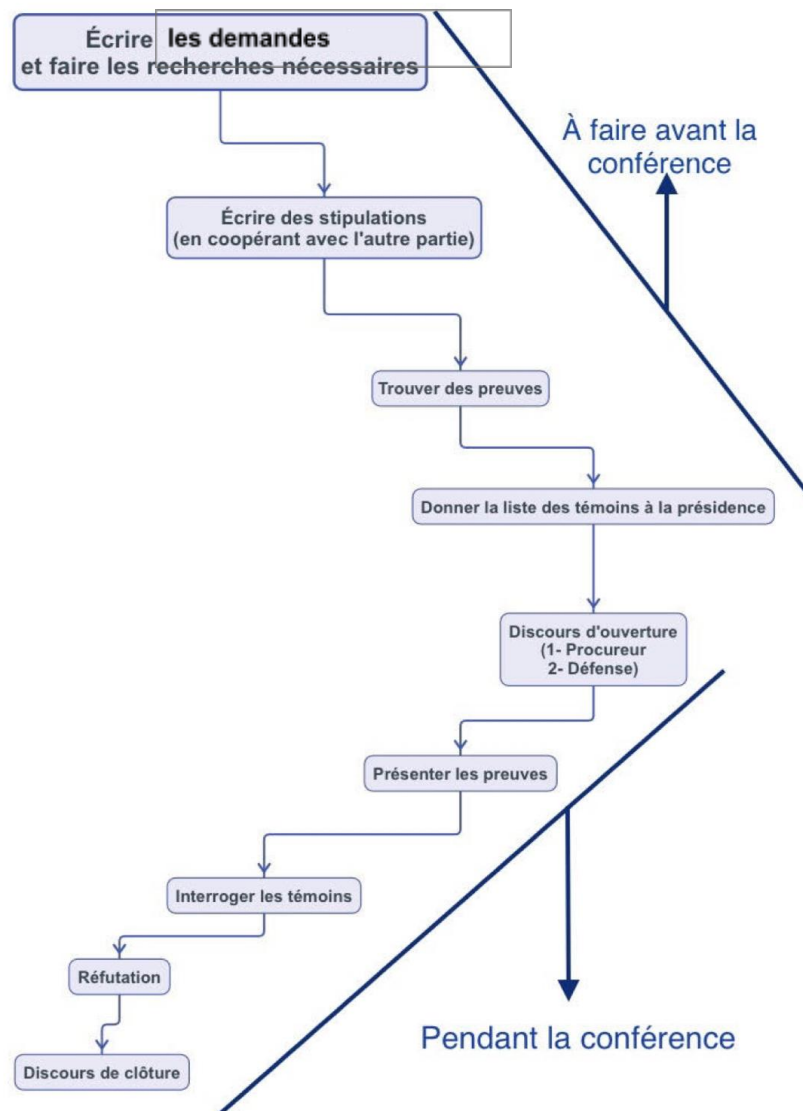 Écrire les demandes
et faire les recherches nécessaires
À faire avant la
conférence
Écrire des stipulations
(en coopérant avec l'autre partie)
Trouver des preuves
Donner la liste des témoins à la présidence
Discours d'ouverture
(1- Procureur
2- Défense)
Présenter les preuves
Interroger les témoins
Réfutation
Pendant la conférence
Discours de clôture